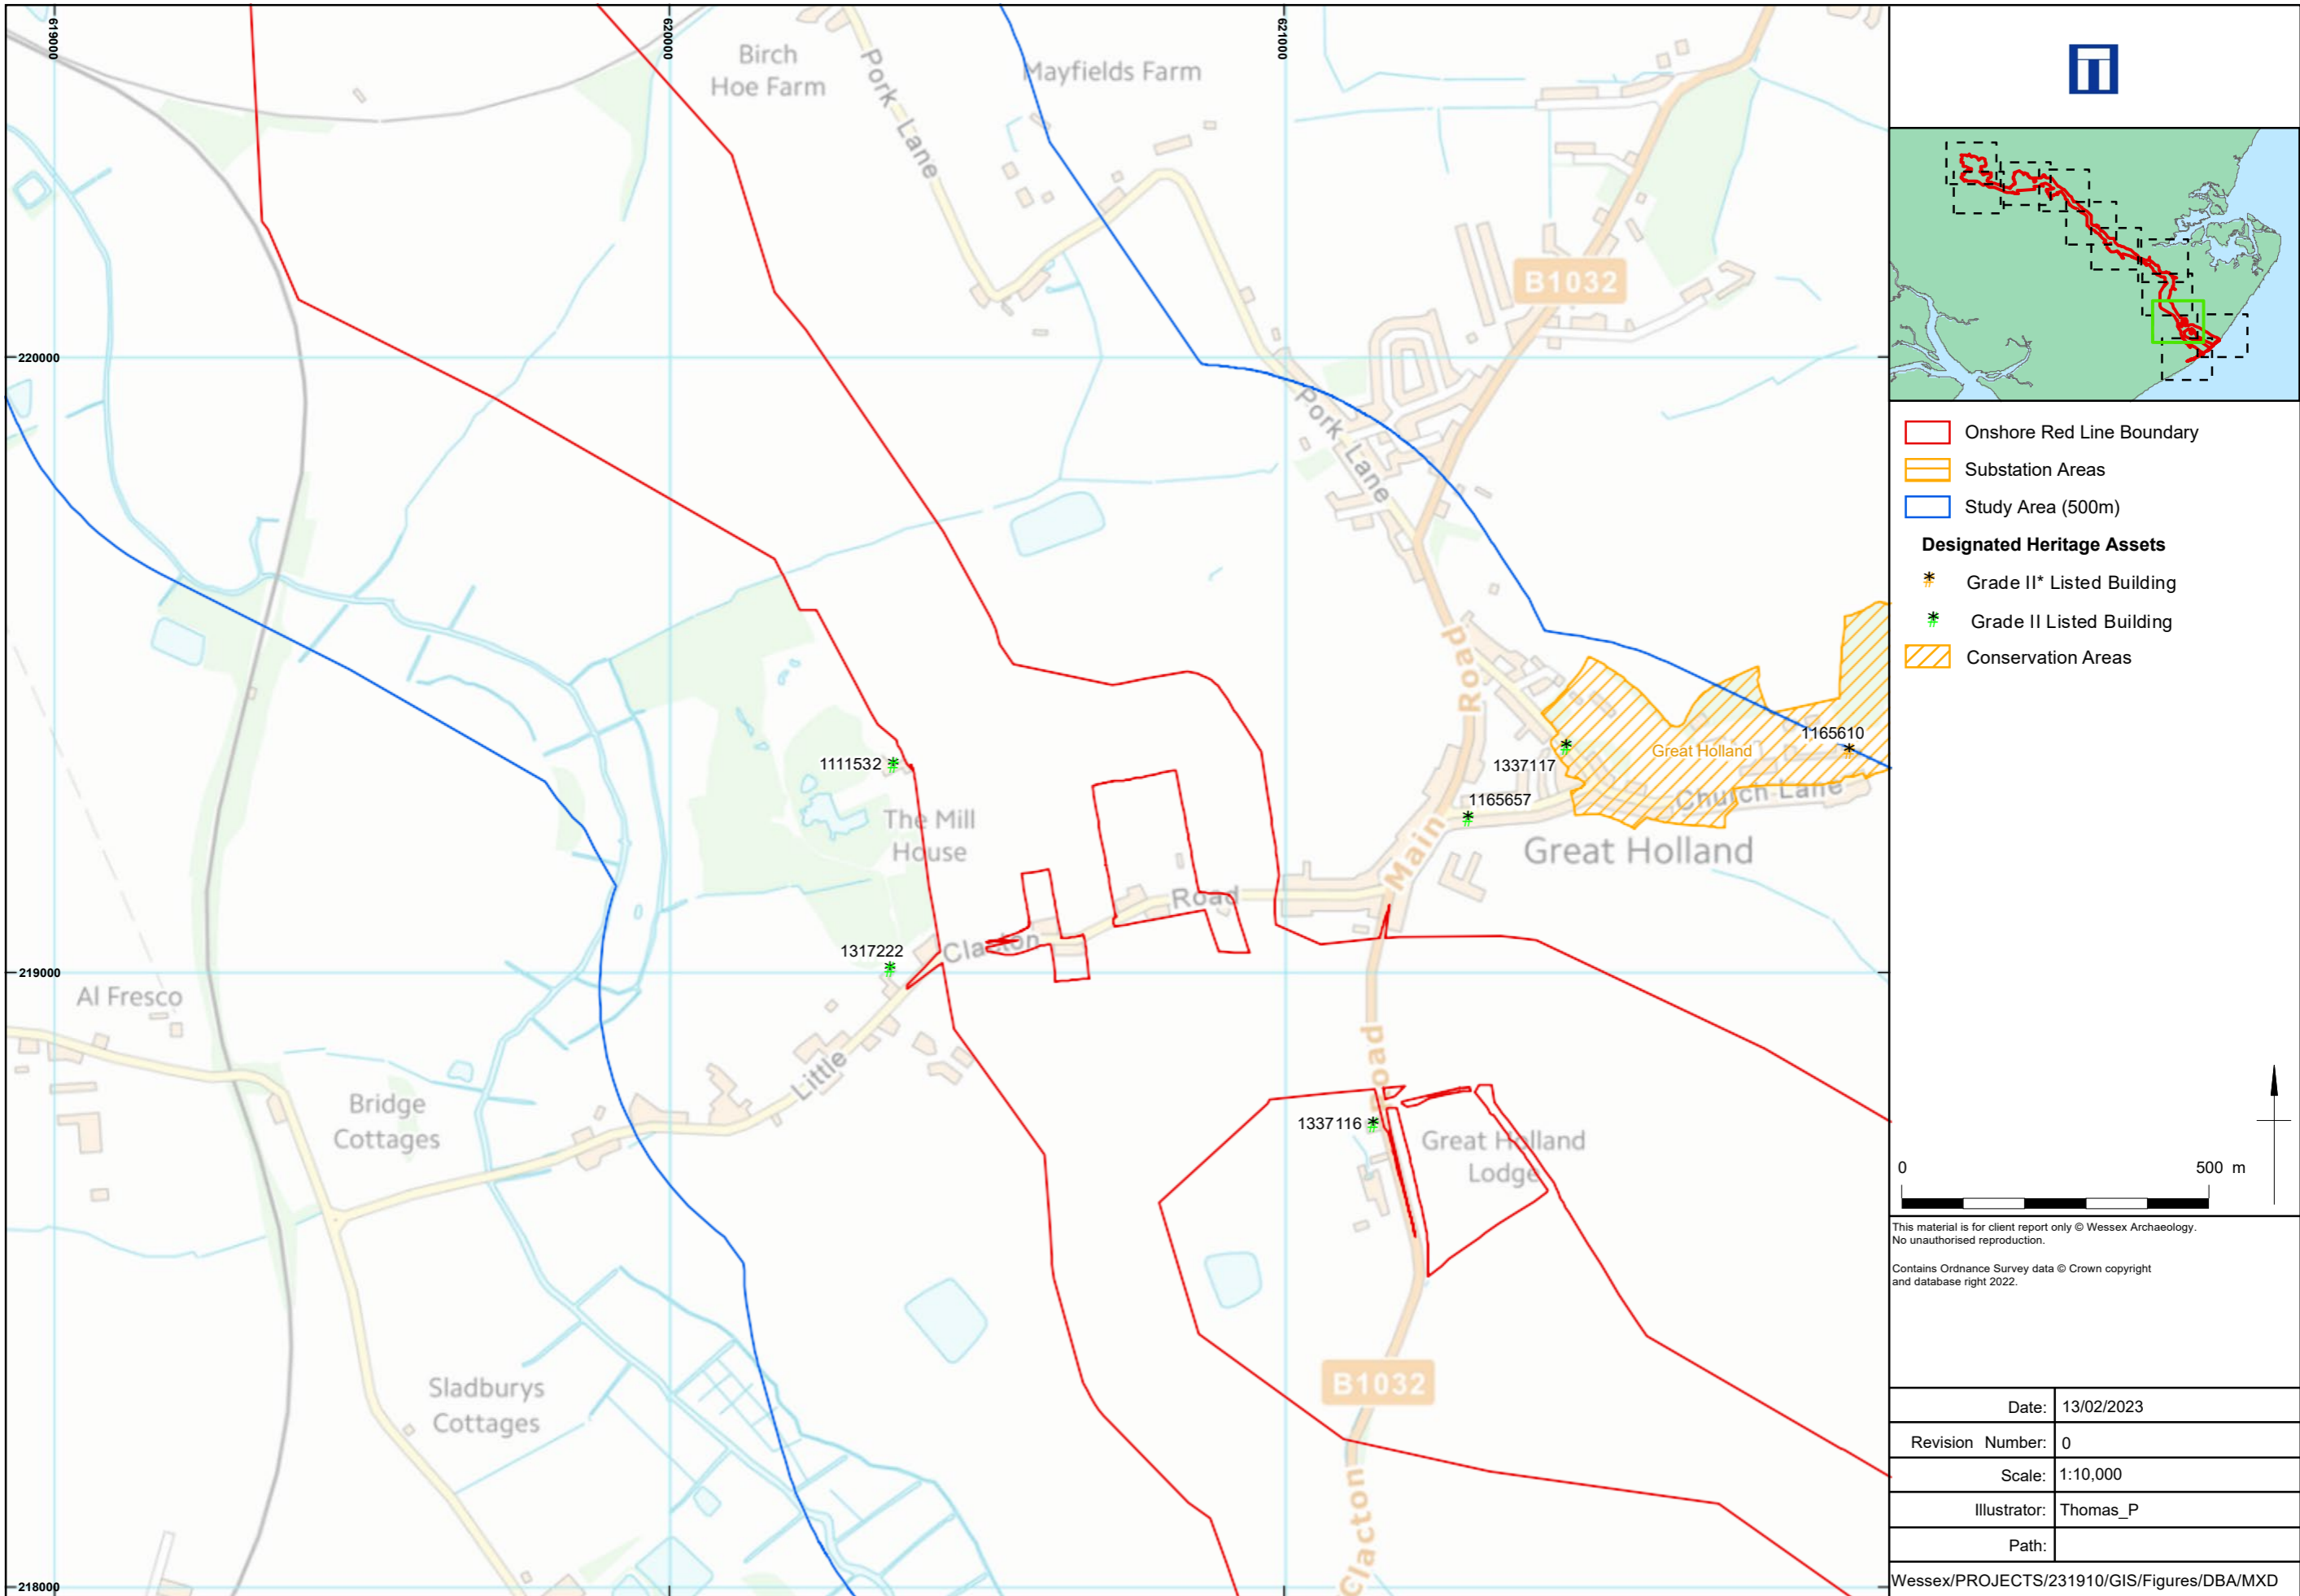 619000
620000
621000
Birch
Hoe Farm
Pork Lane
Mayfields Farm
B1032
220000
Pork Lane
Road
1165610
Great Holland
1337117
1111532
1165657
Church Lane
The Mill
House
Main
Great Holland
Road
1317222
Clacton
219000
Al Fresco
Road
Little
Bridge
Cottages
1337116
Great Holland
Lodge
B1032
Sladburys
Cottages
Clacton
218000
Onshore Red Line Boundary
Substation Areas
Study Area (500m)
Designated Heritage Assets
Grade II* Listed Building
Grade II Listed Building
Conservation Areas
0 500 m
This material is for client report only © Wessex Archaeology.
No unauthorised reproduction.
Contains Ordnance Survey data © Crown copyright
and database right 2022.
Date: 13/02/2023
Revision Number: 0
Scale: 1:10,000
Illustrator: Thomas_P
Path:
Wessex/PROJECTS/231910/GIS/Figures/DBA/MXD